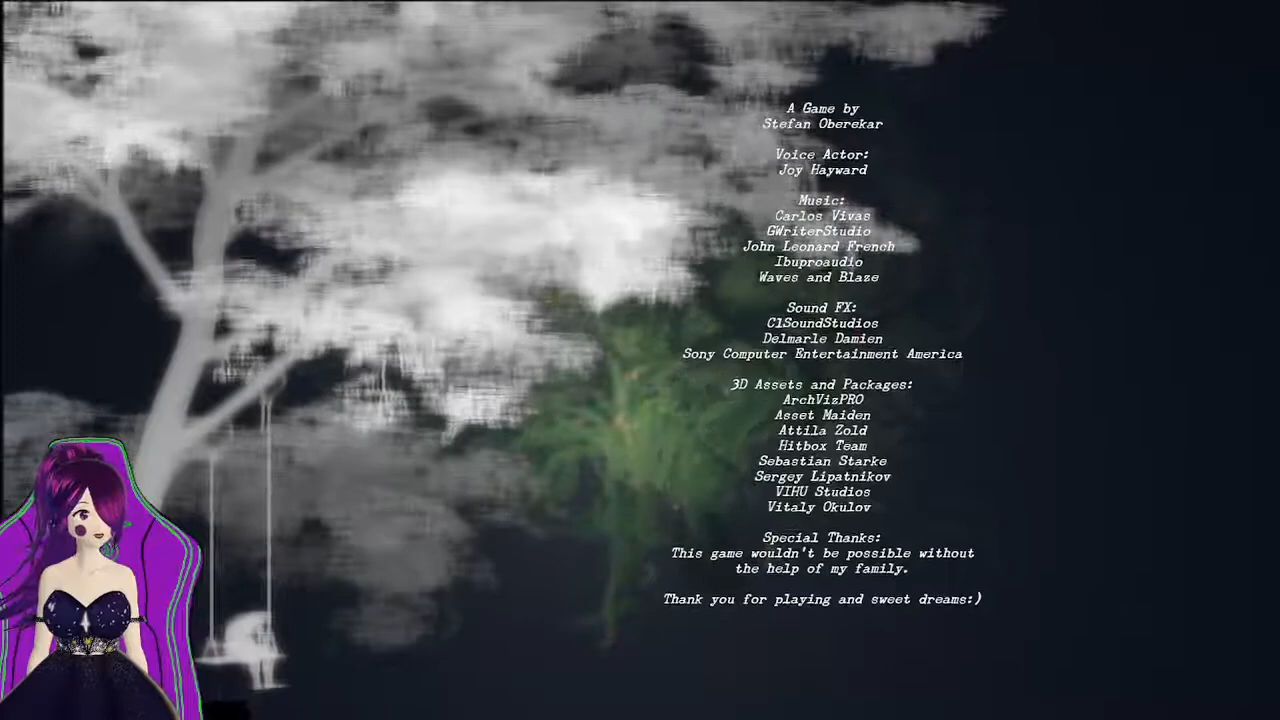 A Game by
Stefan Oberekar
Voice Actor:
Joy Hayward
Music:
Carlos Vivas
GWriterStudio
John Leonard French
Ibuproaudio
Waves and Blaze
Sound FX:
ClSoundStudios
Delmarle Damien
Sony Computer Entertainment America
3D Assets and Packages:
ArchVizPRO
Asset Maiden
Attila Zold
Hitbox Team
Sebastian Starke
Sergey Lipatnikov
VIHU Studios
Vitaly Okulov
Special Thanks:
This game wouldn't be possible without
the help of my family.
Thank you for playing and sweet dreams:)